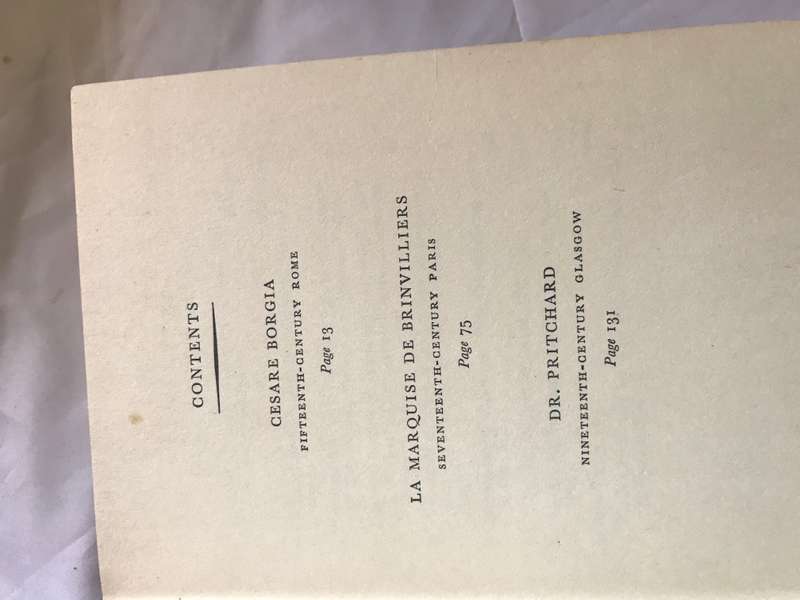 CONTENTS
CESARE BORGIA
FIFTEENTH-CENTURY ROME
Page 13
LA MARQUISE DE BRINVILLIERS
SEVENTEENTH-CENTURY PARIS
Page 75
DR. PRITCHARD
NINETEENTH-CENTURY GLASGOW
Page 131